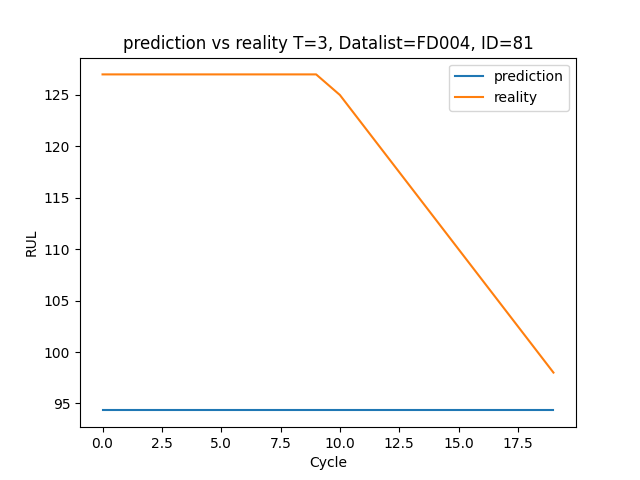 prediction vs reality T=3, Datalist=FD004, ID=81
prediction
reality
RUL
125
120
115
110
105
100
95
0.0 2.5 5.0 7.5 10.0 12.5 15.0 17.5
Cycle